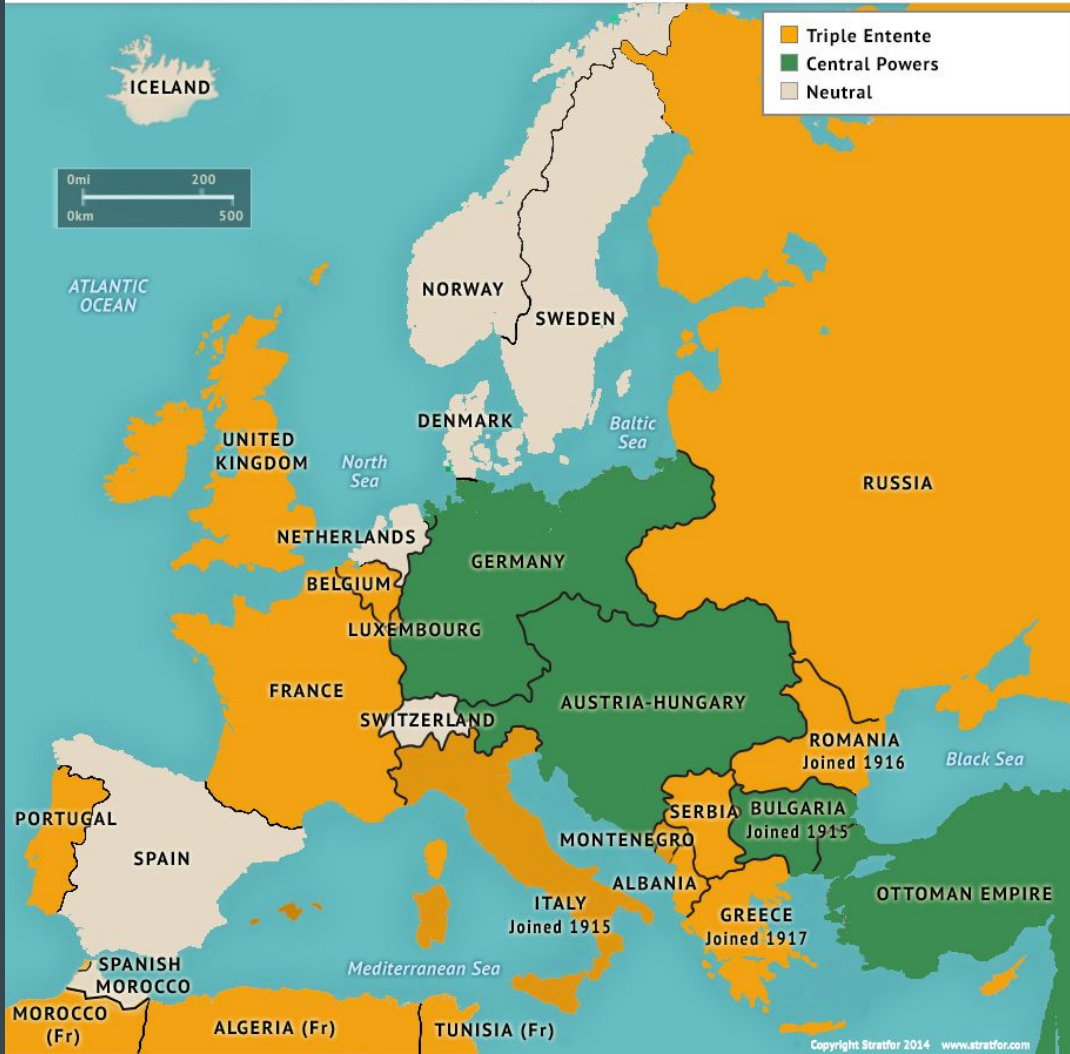 Triple Entente
Central Powers
Neutral
ICELAND
0mi 200
0km 500
ATLANTIC
OCEAN
NORWAY
SWEDEN
DENMARK
Baltic
Sea
UNITED
KINGDOM
North
Sea
RUSSIA
NETHERLANDS
GERMANY
BELGIUM
LUXEMBOURG
FRANCE
AUSTRIA-HUNGARY
SWITZERLAND
ROMANIA
Joined 1916
Black Sea
PORTUGAL
SERBIA
BULGARIA
Joined 1915
MONTENEGRO
SPAIN
ALBANIA
OTTOMAN EMPIRE
ITALY
Joined 1915
GREECE
Joined 1917
SPANISH
MOROCCO
Mediterranean Sea
MOROCCO
(Fr)
ALGERIA (Fr)
TUNISIA (Fr)
Copyright Stratfor 2014 www.stratfor.com